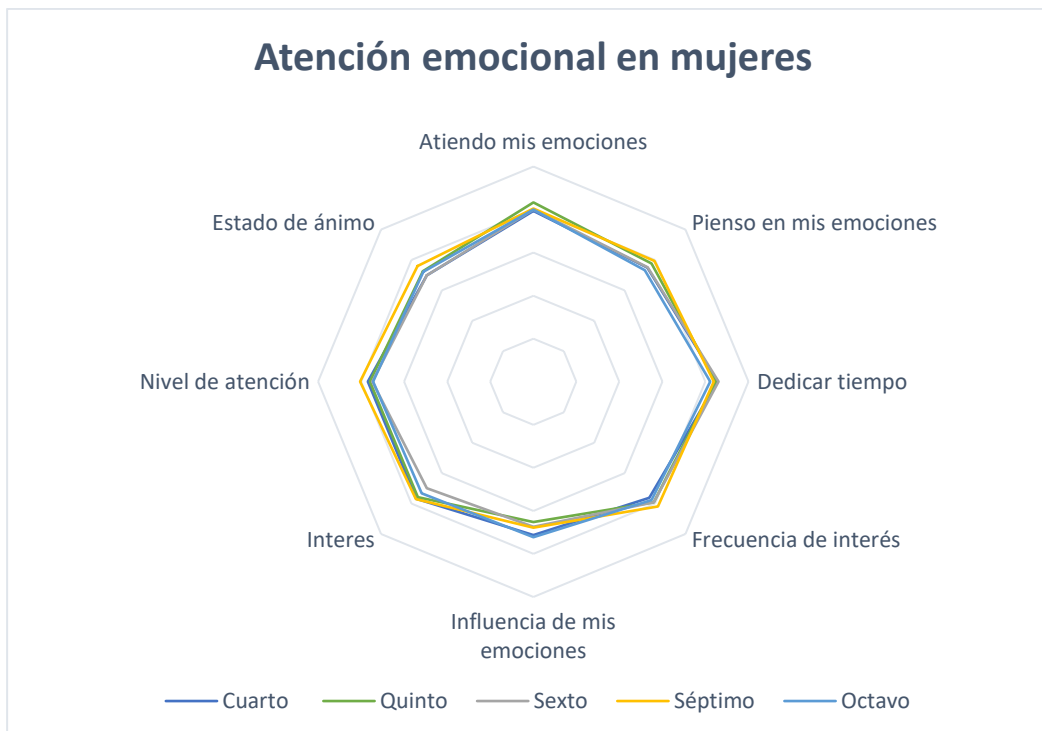 Atención emocional en mujeres
Atiendo mis emociones
Estado de ánimo
Pienso en mis emociones
Nivel de atención
Dedicar tiempo
Interes
Frecuencia de interés
Influencia de mis
emociones
Cuarto
Quinto
Sexto
Séptimo
Octavo